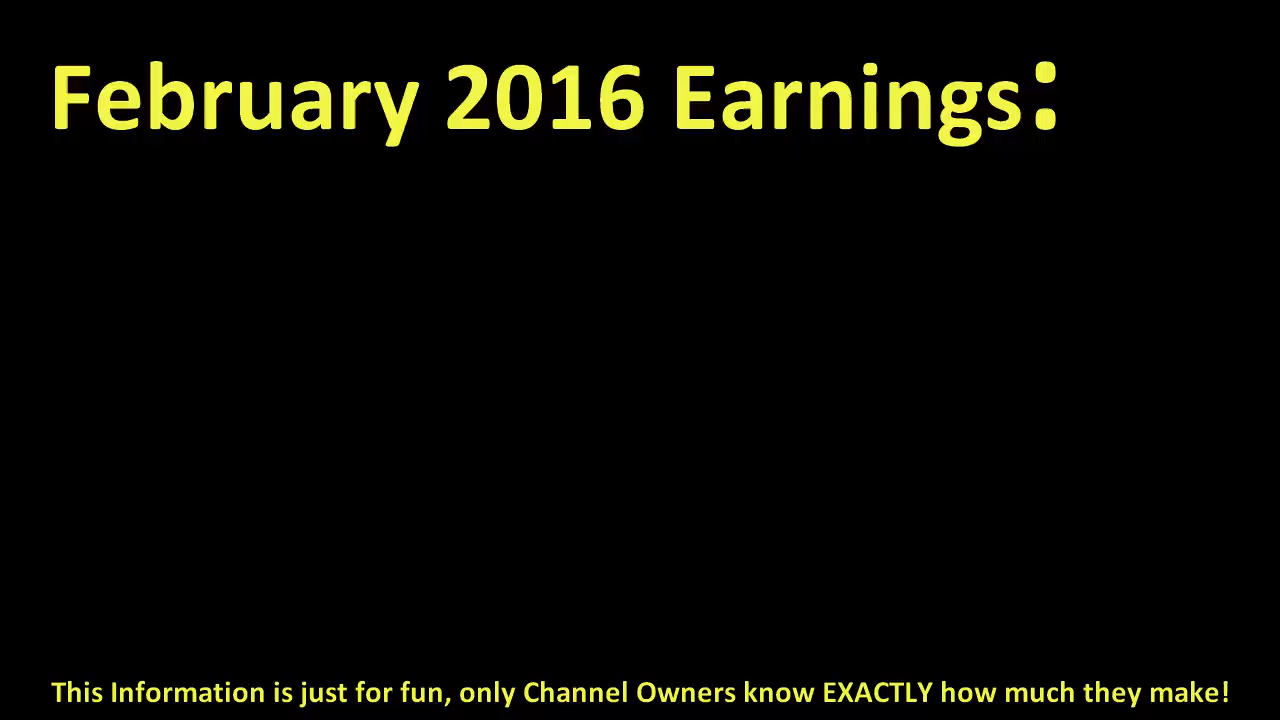 February 2016 Earnings:
This Information is just for fun, only Channel Owners know EXACTLY how much they make!